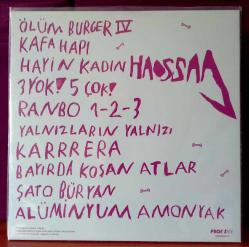 ÖLÜM BURGER IV
KAFA HAPI
HAYIN KADIN
HAOSSAA
3 YOK! 5 ÇOK!
RANBO 1-2-3
YALNIZLARIN YALNIZI
KARRRERA
BAYIRDA KOŞAN ATLAR
ŞATO BÜRYAN
ALÜMİNYUM AMONYAK